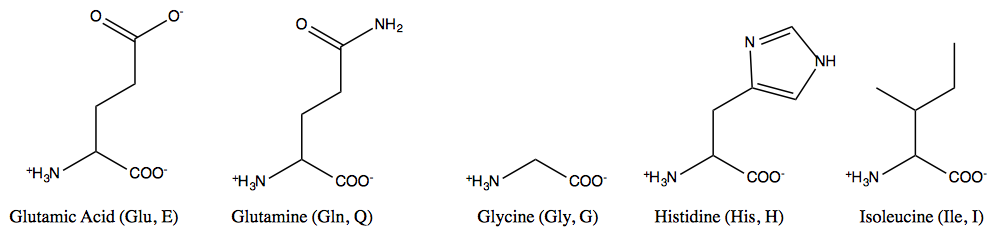 O O⁻
O NH₂
N NH
⁺H₃N COO⁻
⁺H₃N COO⁻
⁺H₃N COO⁻
⁺H₃N COO⁻
⁺H₃N COO⁻
Glutamic Acid (Glu, E)
Glutamine (Gln, Q)
Glycine (Gly, G)
Histidine (His, H)
Isoleucine (Ile, I)